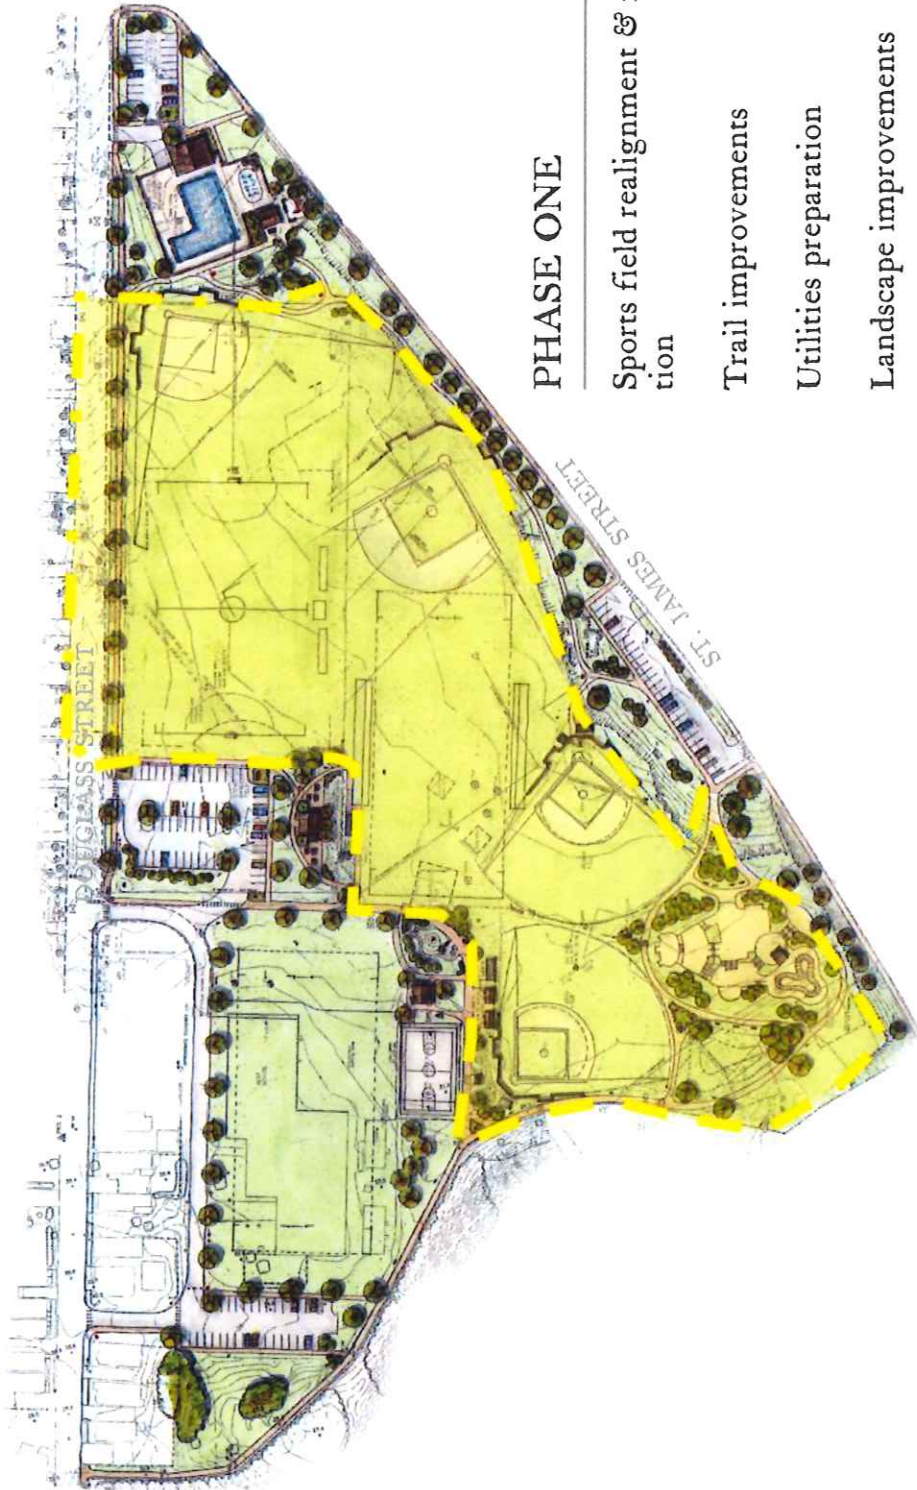 DOUGLASS STREET
ST. JAMES STREET
PHASE ONE
Sports field realignment &
tion
Trail improvements
Utilities preparation
Landscape improvements